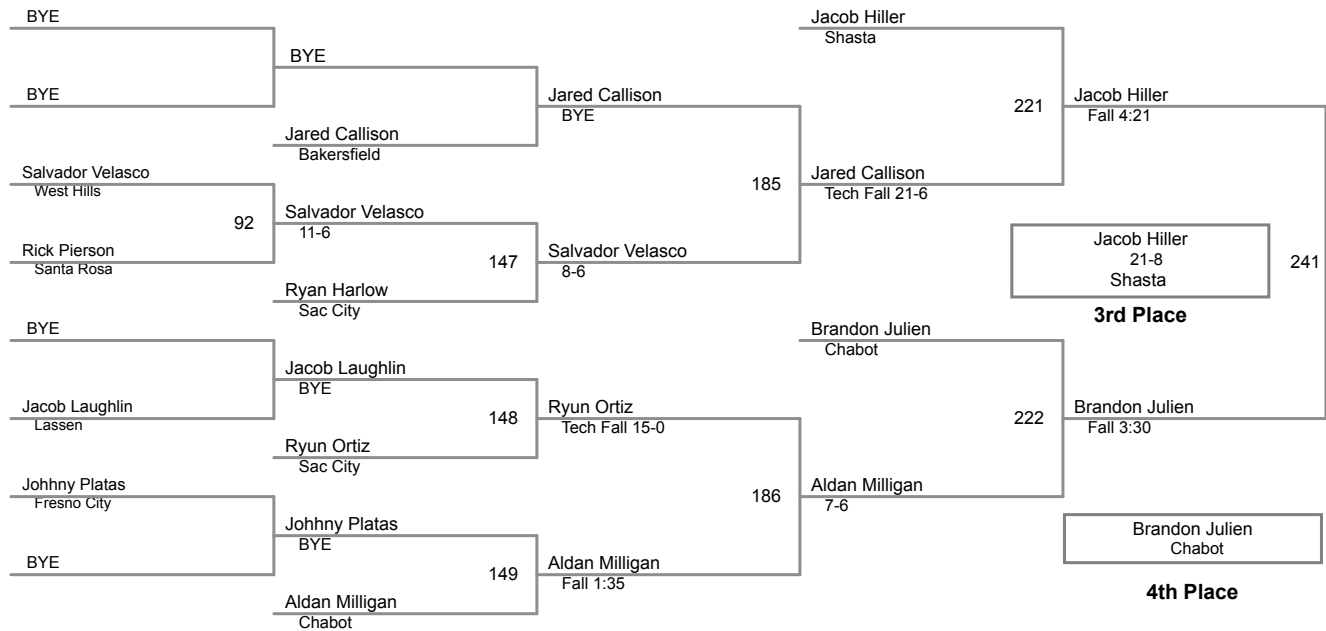 BYE
BYE
BYE
Jared Callison
Bakersfield
Jared Callison
BYE
Salvador Velasco
West Hills
92
Rick Pierson
Santa Rosa
Salvador Velasco
11-6
147
Ryan Harlow
Sac City
Salvador Velasco
8-6
185
Jacob Hiller
Shasta
221
Jared Callison
Tech Fall 21-6
Jacob Hiller
Fall 4:21
Jacob Hiller
21-8
Shasta
3rd Place
241
BYE
Jacob Laughlin
Lassen
Jacob Laughlin
BYE
148
Ryun Ortiz
Sac City
Ryun Ortiz
Tech Fall 15-0
Johhny Platas
Fresno City
BYE
Johhny Platas
BYE
149
Aldan Milligan
Chabot
Aldan Milligan
Fall 1:35
186
Brandon Julien
Chabot
222
Aldan Milligan
7-6
Brandon Julien
Fall 3:30
Brandon Julien
Chabot
4th Place